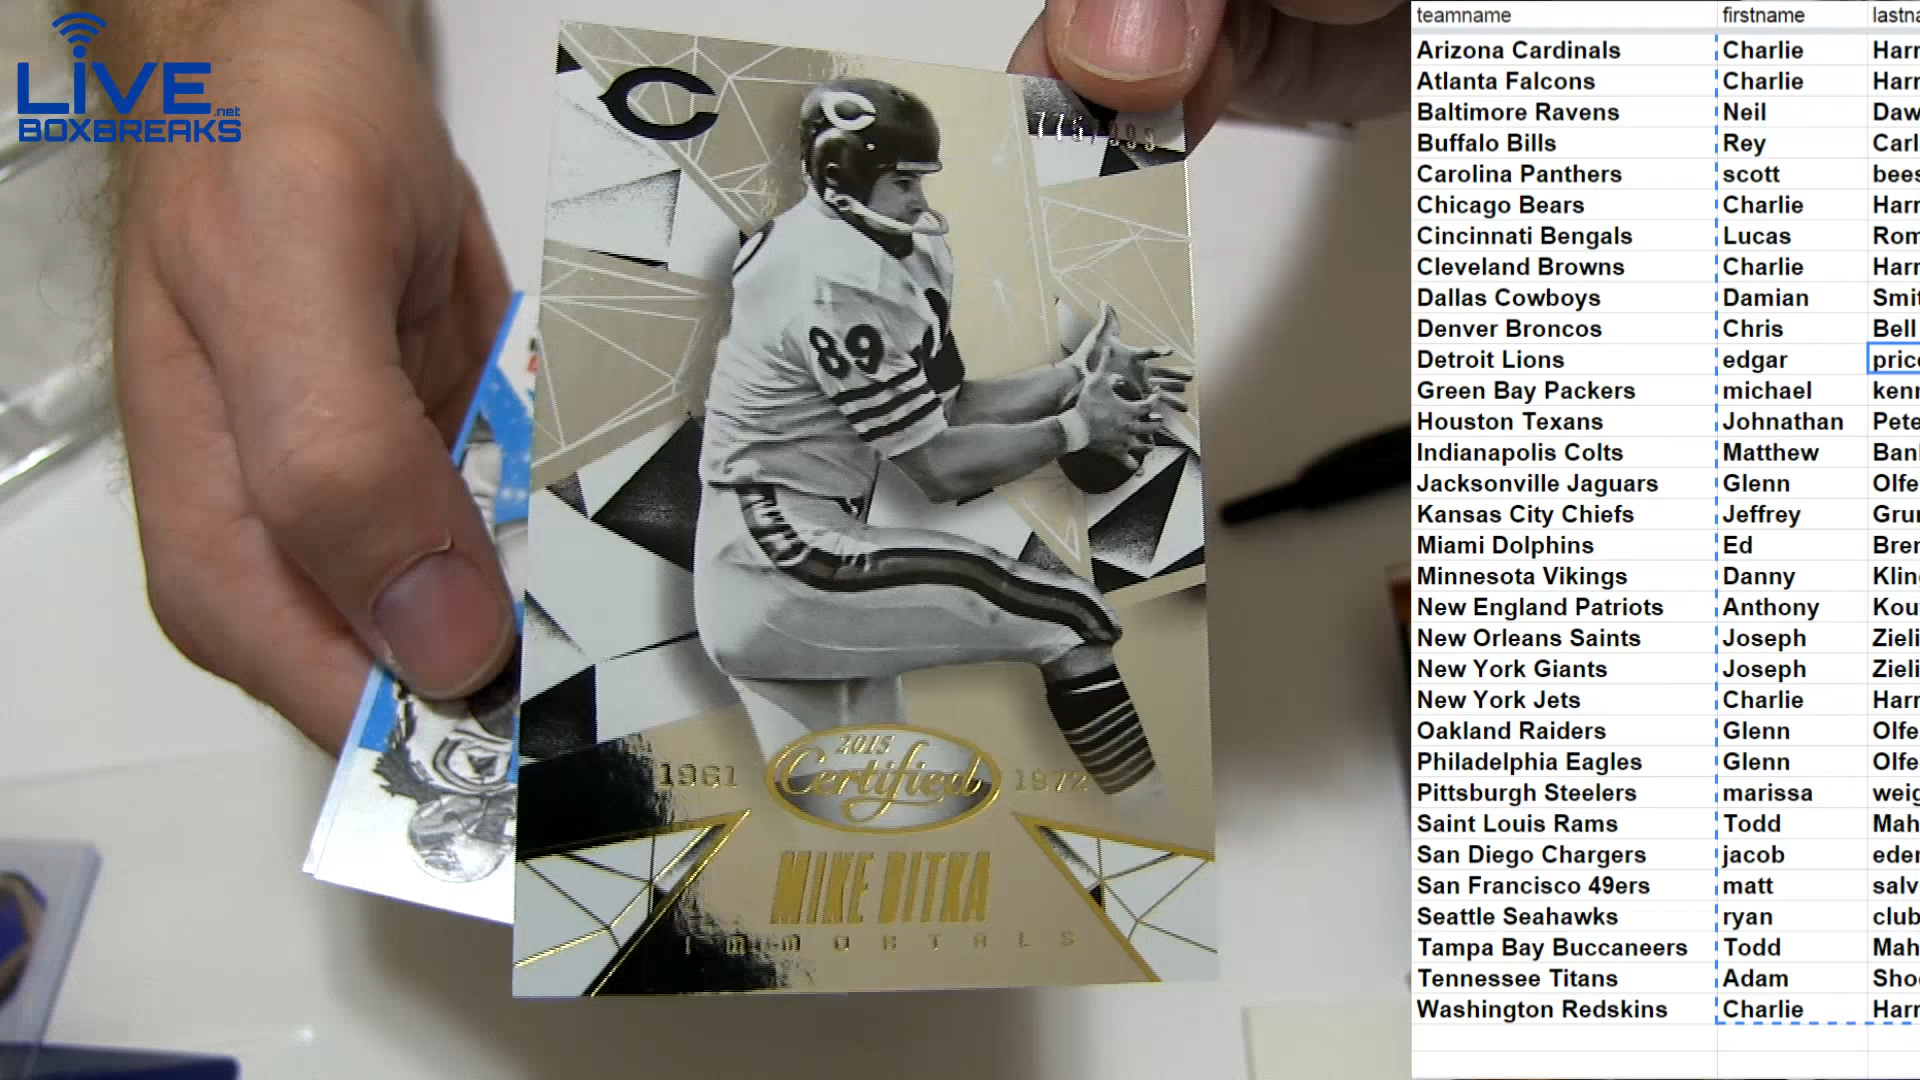 LiVE.net
BOXBREAKS
C
C
775/999
89
1961
2015
Certified
1972
MIKE DITKA
IMMORTALS
teamname firstname
Arizona Cardinals Charlie
Atlanta Falcons Charlie
Baltimore Ravens Neil
Buffalo Bills Rey
Carolina Panthers scott
Chicago Bears Charlie
Cincinnati Bengals Lucas
Cleveland Browns Charlie
Dallas Cowboys Damian
Denver Broncos Chris Bell
Detroit Lions edgar
Green Bay Packers michael
Houston Texans Johnathan
Indianapolis Colts Matthew
Jacksonville Jaguars Glenn
Kansas City Chiefs Jeffrey
Miami Dolphins Ed
Minnesota Vikings Danny
New England Patriots Anthony
New Orleans Saints Joseph
New York Giants Joseph
New York Jets Charlie
Oakland Raiders Glenn
Philadelphia Eagles Glenn
Pittsburgh Steelers marissa
Saint Louis Rams Todd
San Diego Chargers jacob
San Francisco 49ers matt
Seattle Seahawks ryan
Tampa Bay Buccaneers Todd
Tennessee Titans Adam
Washington Redskins Charlie